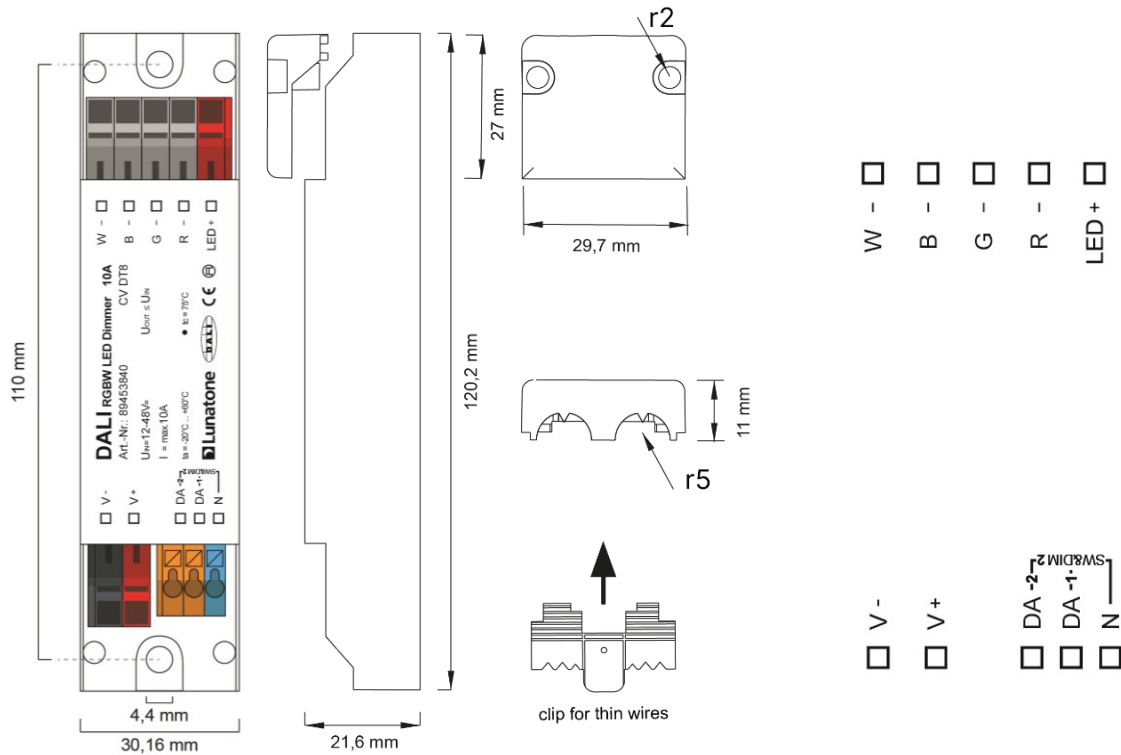 110 mm
W -
B -
G -
R -
LED +
DALI RGBW LED Dimmer 10A
Art.-Nr.: 89453840 CV DT8
UIN=12-48V= UOUT ≤ UIN
I = max10A
ta = -20°C ... +60°C ● tc = 75°C
Lunatone DALI CE
V -
V +
DA -2-
DA -1-
N
SW&DIM 2
4,4 mm
30,16 mm
120,2 mm
21,6 mm
r2
27 mm
29,7 mm
11 mm
r5
clip for thin wires
W -
B -
G -
R -
LED +
V -
V +
DA -2-
DA -1-
N
SW&DIM 2